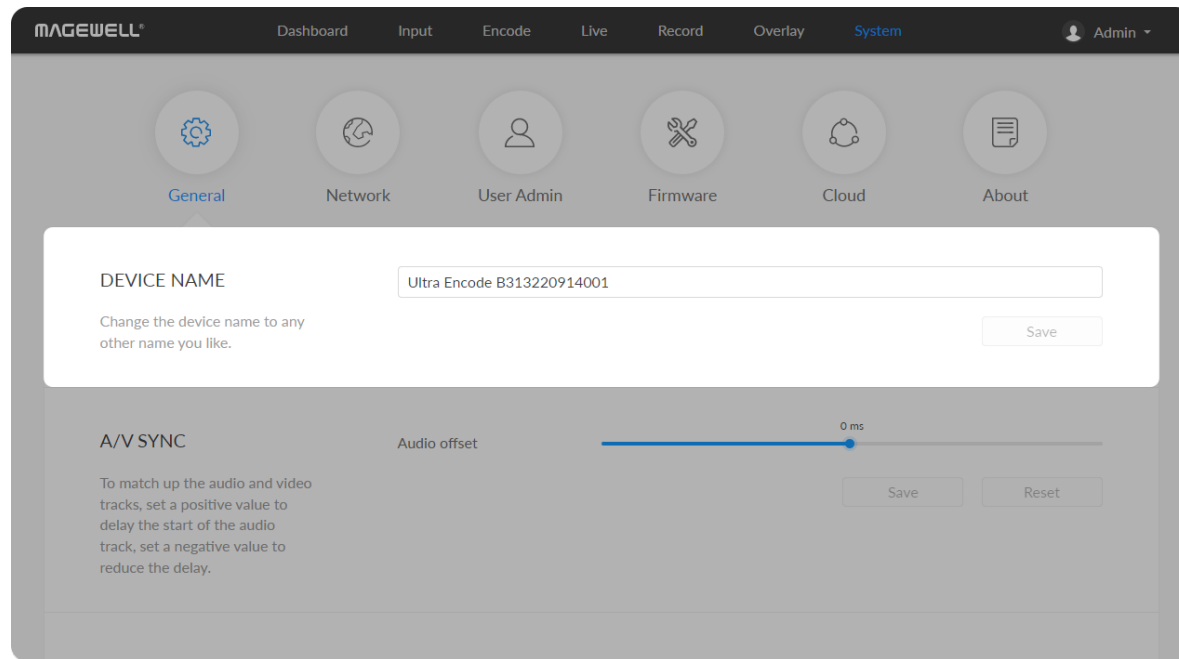 MAGEWELL®
Dashboard Input Encode Live Record Overlay System Admin
General Network User Admin Firmware Cloud About
DEVICE NAME
Ultra Encode B313220914001
Change the device name to any
other name you like.
Save
A/V SYNC
Audio offset
0 ms
To match up the audio and video
tracks, set a positive value to
delay the start of the audio
track, set a negative value to
reduce the delay.
Save Reset